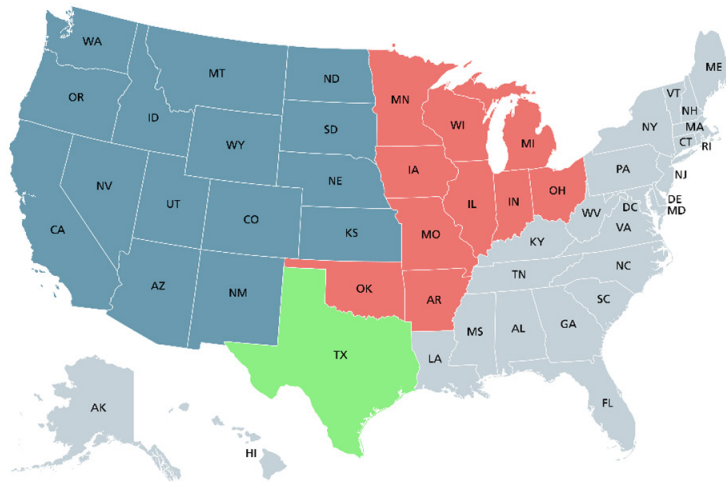 WA
MT
ND
MN
ME
VT
NH
OR
ID
SD
WI
MI
NY
MA
CT
RI
WY
IA
PA
NJ
NV
NE
IL
IN
OH
DE
MD
DC
WV
VA
UT
CO
KS
MO
KY
CA
NC
TN
AZ
NM
OK
AR
SC
MS
AL
GA
TX
LA
AK
FL
HI